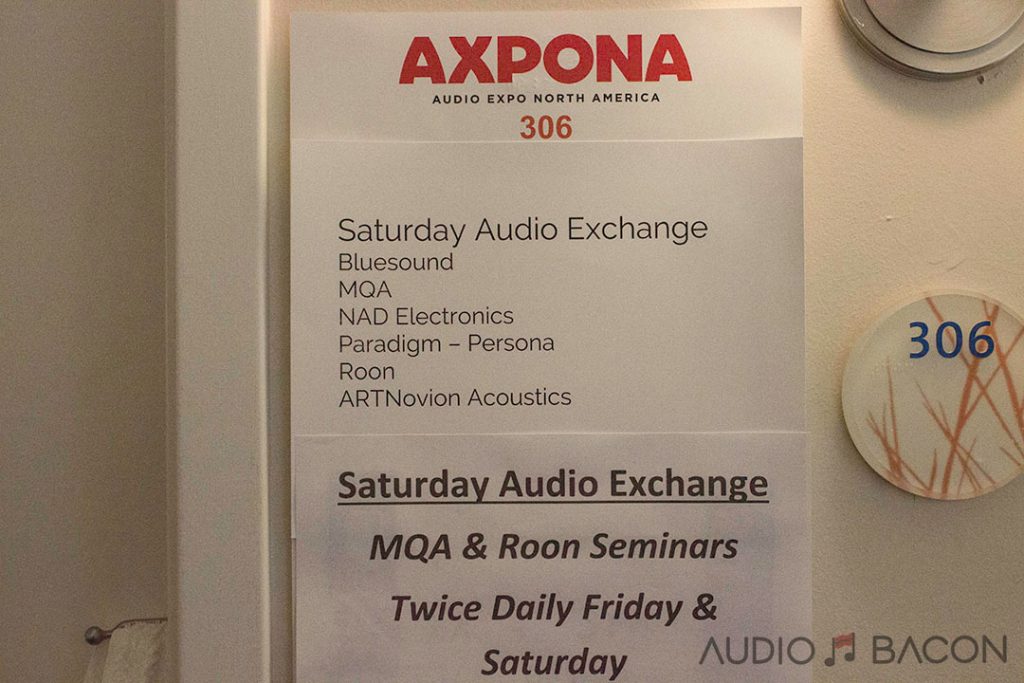 AXPONA
AUDIO EXPO NORTH AMERICA
306
Saturday Audio Exchange
Bluesound
MQA
NAD Electronics
Paradigm – Persona
Roon
ARTNovion Acoustics
306
Saturday Audio Exchange
MQA & Roon Seminars
Twice Daily Friday &
Saturday
AUDIO BACON